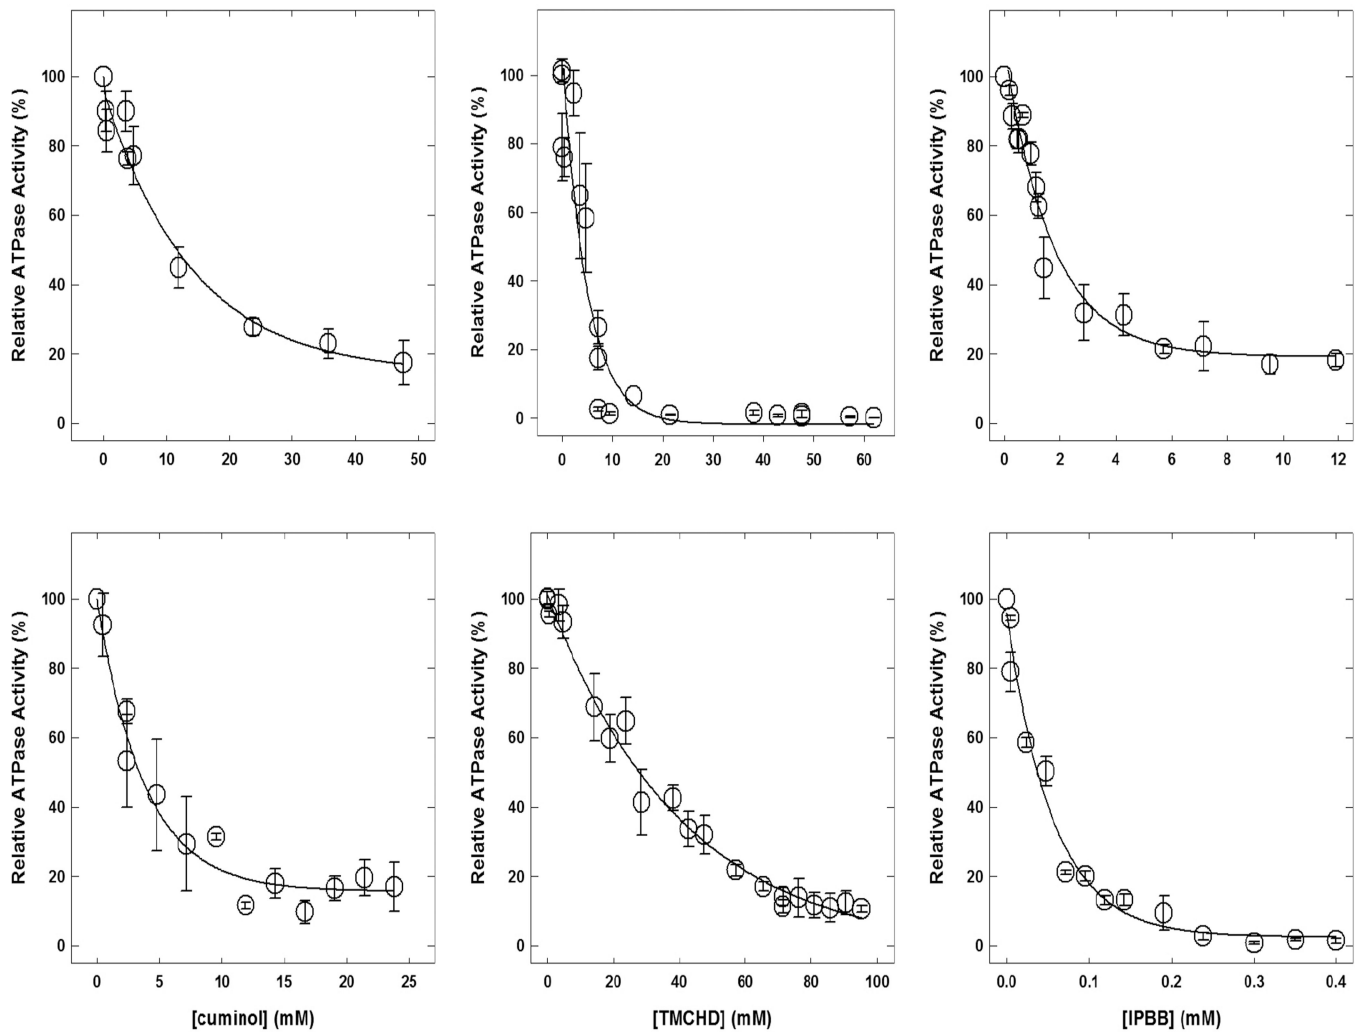 Relative ATPase Activity (%)
100
80
60
40
20
0
0 10 20 30 40 50
Relative ATPase Activity (%)
100
80
60
40
20
0
0 10 20 30 40 50 60
Relative ATPase Activity (%)
100
80
60
40
20
0
0 2 4 6 8 10 12
Relative ATPase Activity (%)
100
80
60
40
20
0
0 5 10 15 20 25
[cuminol] (mM)
Relative ATPase Activity (%)
100
80
60
40
20
0
0 20 40 60 80 100
[TMCHD] (mM)
Relative ATPase Activity (%)
100
80
60
40
20
0
0.0 0.1 0.2 0.3 0.4
[IPBB] (mM)